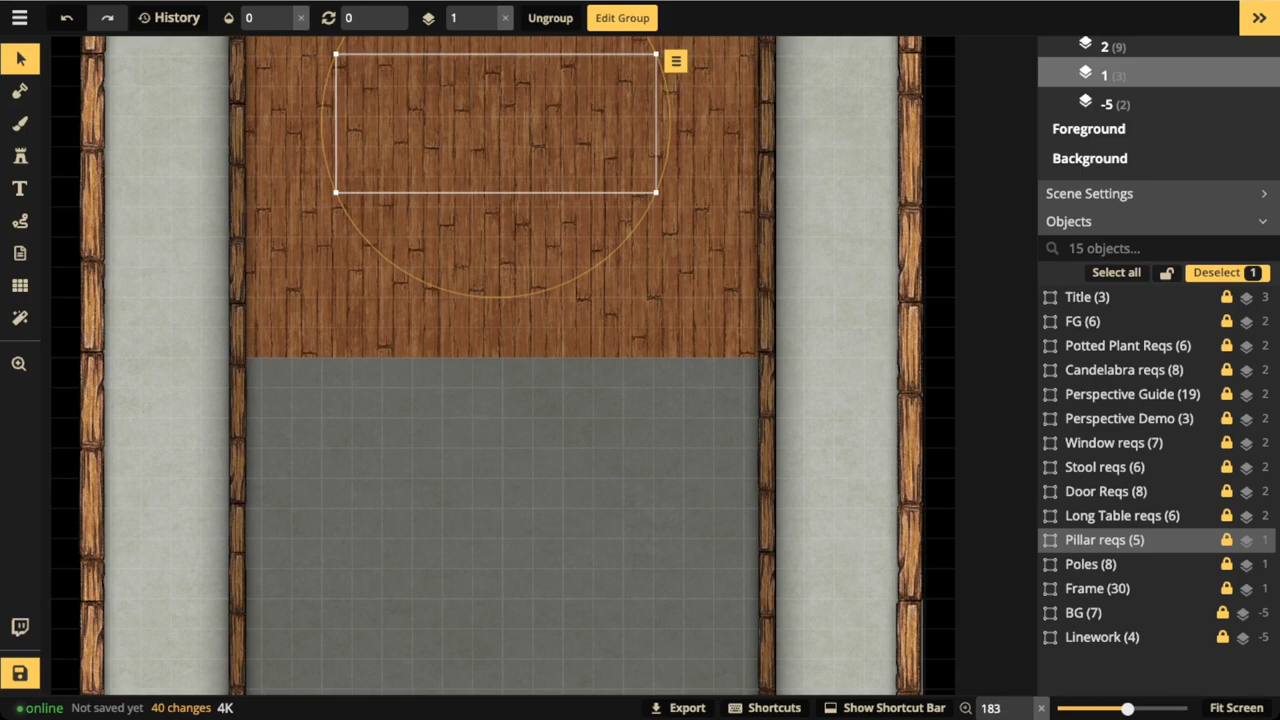 History
0 ×
0
1 ×
Ungroup
Edit Group
2 (9)
1 (3)
-5 (2)
Foreground
Background
Scene Settings
Objects
15 objects...
Select all
Deselect 1
Title (3) 3
FG (6) 2
Potted Plant Reqs (6) 2
Candelabra reqs (8) 2
Perspective Guide (19) 2
Perspective Demo (3) 2
Window reqs (7) 2
Stool reqs (6) 2
Door Reqs (8) 2
Long Table reqs (6) 2
Pillar reqs (5) 1
Poles (8) 1
Frame (30) 1
BG (7) -5
Linework (4) -5
T
online Not saved yet 40 changes 4K
Export
Shortcuts
Show Shortcut Bar
183 ×
Fit Screen